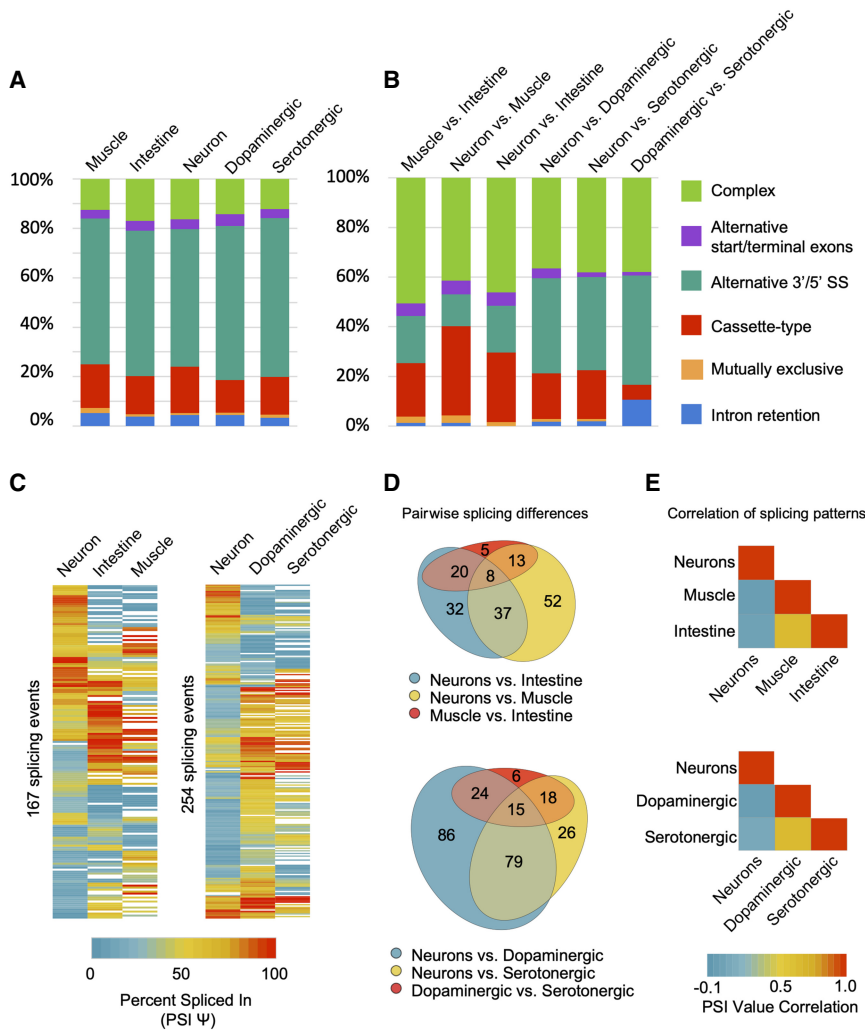 A
Muscle
Intestine
Neuron
Dopaminergic
Serotonergic
100%
80%
60%
40%
20%
0%
B
Muscle vs. Intestine
Neuron vs. Muscle
Neuron vs. Intestine
Neuron vs. Dopaminergic
Neuron vs. Serotonergic
Dopaminergic vs. Serotonergic
100%
80%
60%
40%
20%
0%
Complex
Alternative
start/terminal exons
Alternative 3'/5' SS
Cassette-type
Mutually exclusive
Intron retention
C
Neuron
Intestine
Muscle
167 splicing events
Neuron
Dopaminergic
Serotonergic
254 splicing events
0
50
100
Percent Spliced In
(PSI Ψ)
D
Pairwise splicing differences
5
20
8
13
32
37
52
Neurons vs. Intestine
Neurons vs. Muscle
Muscle vs. Intestine
6
24
15
18
86
79
26
Neurons vs. Dopaminergic
Neurons vs. Serotonergic
Dopaminergic vs. Serotonergic
E
Correlation of splicing patterns
Neurons
Muscle
Intestine
Neurons
Muscle
Intestine
Neurons
Dopaminergic
Serotonergic
Neurons
Dopaminergic
Serotonergic
-0.1
0.5
1.0
PSI Value Correlation